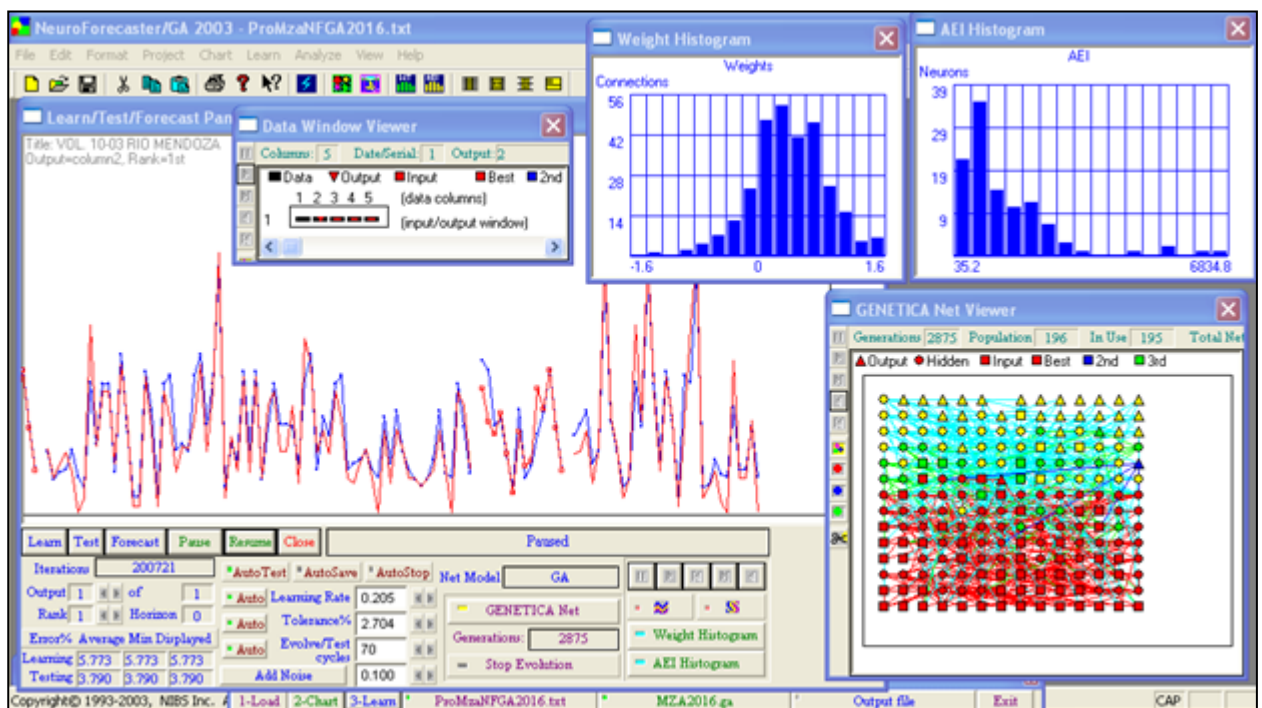 NeuroForecaster/GA 2003 - ProMzaNFGA2016.txt
File Edit Format Project Chart Learn Analyze View Help
Learn/Test/Forecast Pan
Title: VOL. 10-03 RIO MENDOZA
Output=column2, Rank=1st
Data Window Viewer
Columns: 5 Date/Serial: 1 Output: 2
Data Output Input Best 2nd
1 2 3 4 5 (data columns)
1 (input/output window)
Weight Histogram
Weights
Connections
56
42
28
14
-1.6 0 1.6
AEI Histogram
AEI
Neurons
39
29
19
9
35.2 6834.8
GENETICA Net Viewer
Generations 2875 Population 196 In Use 195 Total Net
Output Hidden Input Best 2nd 3rd
Learn Test Forecast Pause Resume Close Paused
Iterations 200721
Output 1 of 1
Rank 1 Horizon 0
Error% Average Min Displayed
Learning 5.773 5.773 5.773
Testing 3.790 3.790 3.790
AutoTest AutoSave AutoStop
Auto Learning Rate 0.205
Auto Tolerance% 2.704
Auto Evolve/Test cycles 70
Add Noise 0.100
Net Model GA
GENETICA Net
Generations: 2875
Stop Evolution
Weight Histogram
AEI Histogram
Copyright© 1993-2003, NIBS Inc. 1-Load 2-Chart 3-Learn ProMzaNFGA2016.txt MZA2016.ga Output file Exit CAP